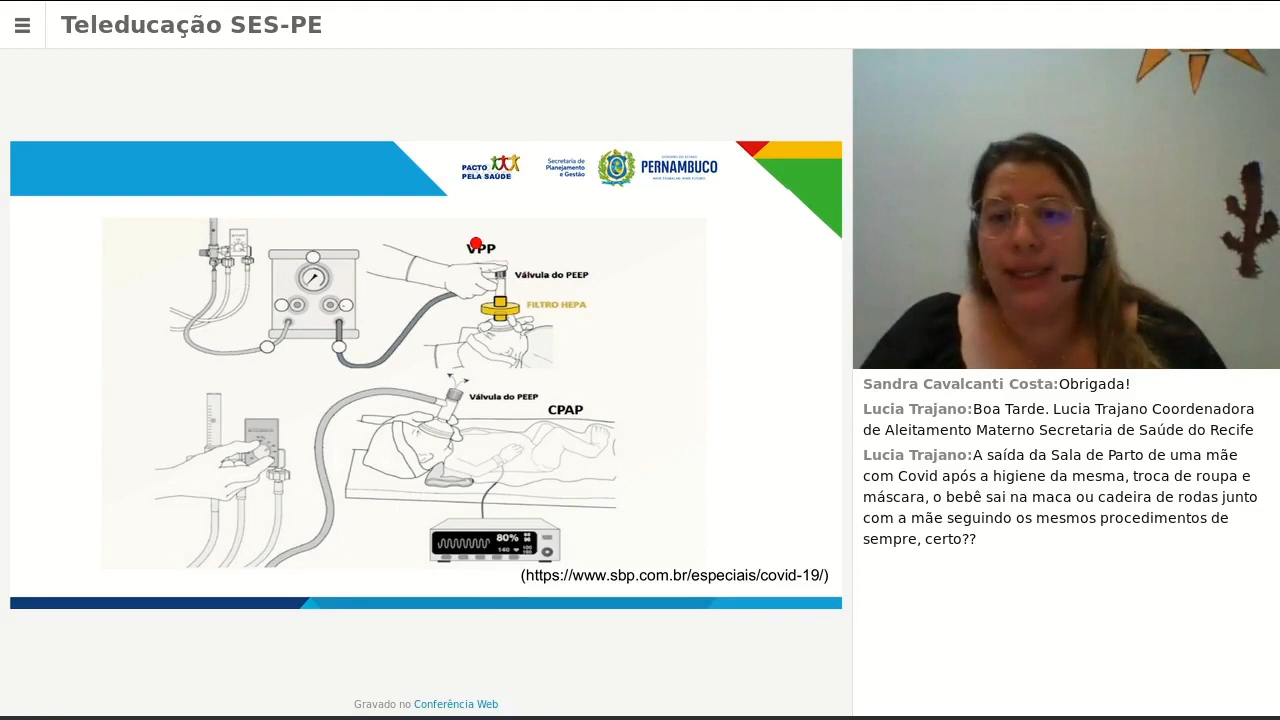 Teleducação SES-PE
PACTO
PELA SAÚDE
Secretaria de
Planejamento
e Gestão
PERNAMBUCO
VPP
Válvula do PEEP
FILTRO HEPA
Válvula do PEEP
CPAP
80%
140
(https://www.sbp.com.br/especiais/covid-19/)
Gravado no Conferência Web
Sandra Cavalcanti Costa:Obrigada!
Lucia Trajano:Boa Tarde. Lucia Trajano Coordenadora
de Aleitamento Materno Secretaria de Saúde do Recife
Lucia Trajano:A saída da Sala de Parto de uma mãe
com Covid após a higiene da mesma, troca de roupa e
máscara, o bebê sai na maca ou cadeira de rodas junto
com a mãe seguindo os mesmos procedimentos de
sempre, certo??